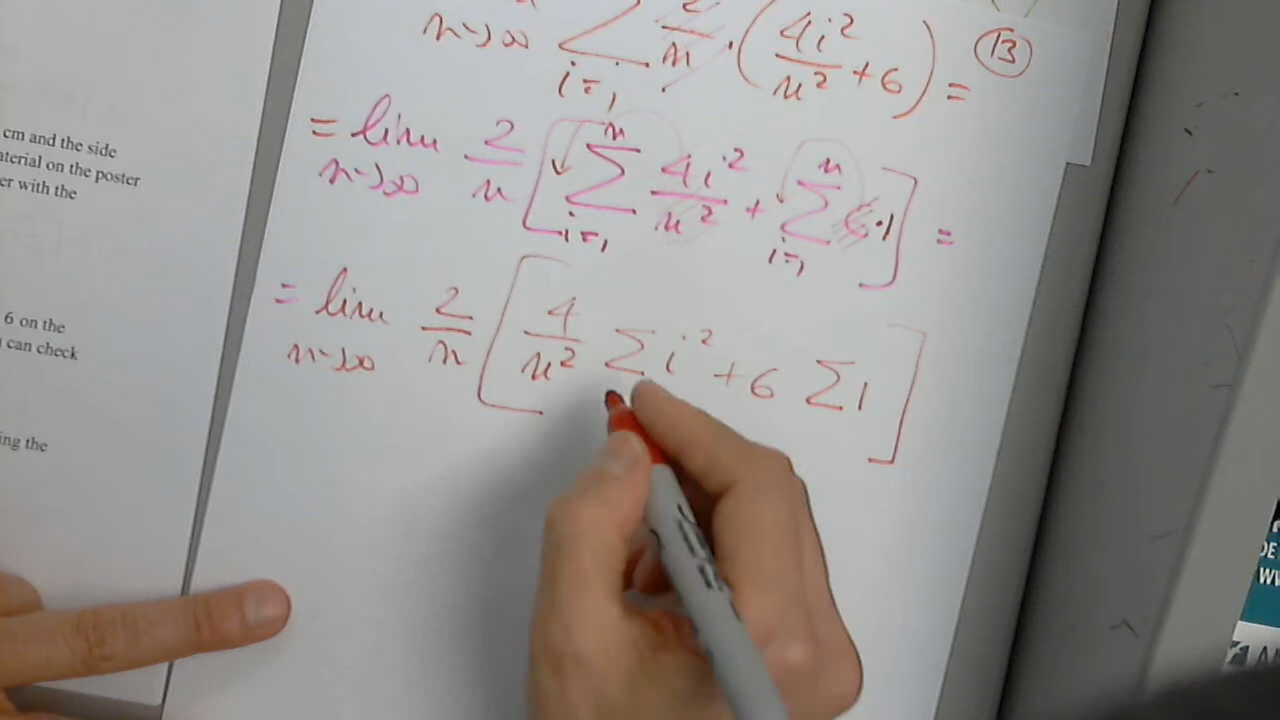 n→∞ ∑ i=1 2/n · (4i²/n² + 6) = 13
= lim n→∞ 2/n [ ∑ i=1 n 4i²/n² + ∑ i=1 n 6·1 ] =
= lim n→∞ 2/n [ 4/n² ∑ i² + 6 ∑ 1 ]
cm and the side
aterial on the poster
er with the
6 on the
can check
ing the
DE
WW